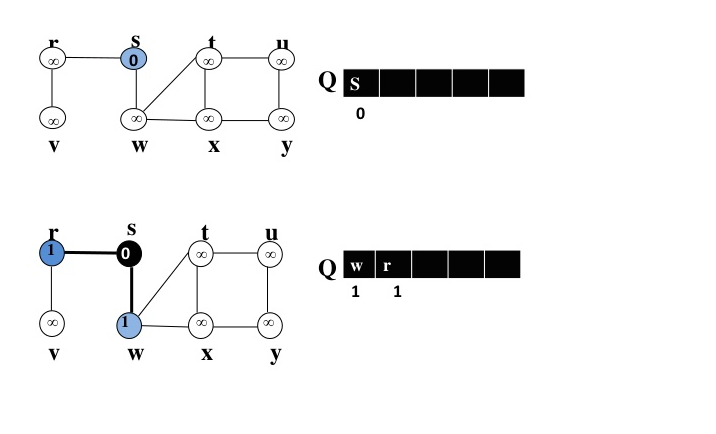 r s t u
∞ 0 ∞ ∞
Q S
0
∞ ∞ ∞ ∞
v w x y
r s t u
1 0 ∞ ∞
Q w r
1 1
∞ 1 ∞ ∞
v w x y